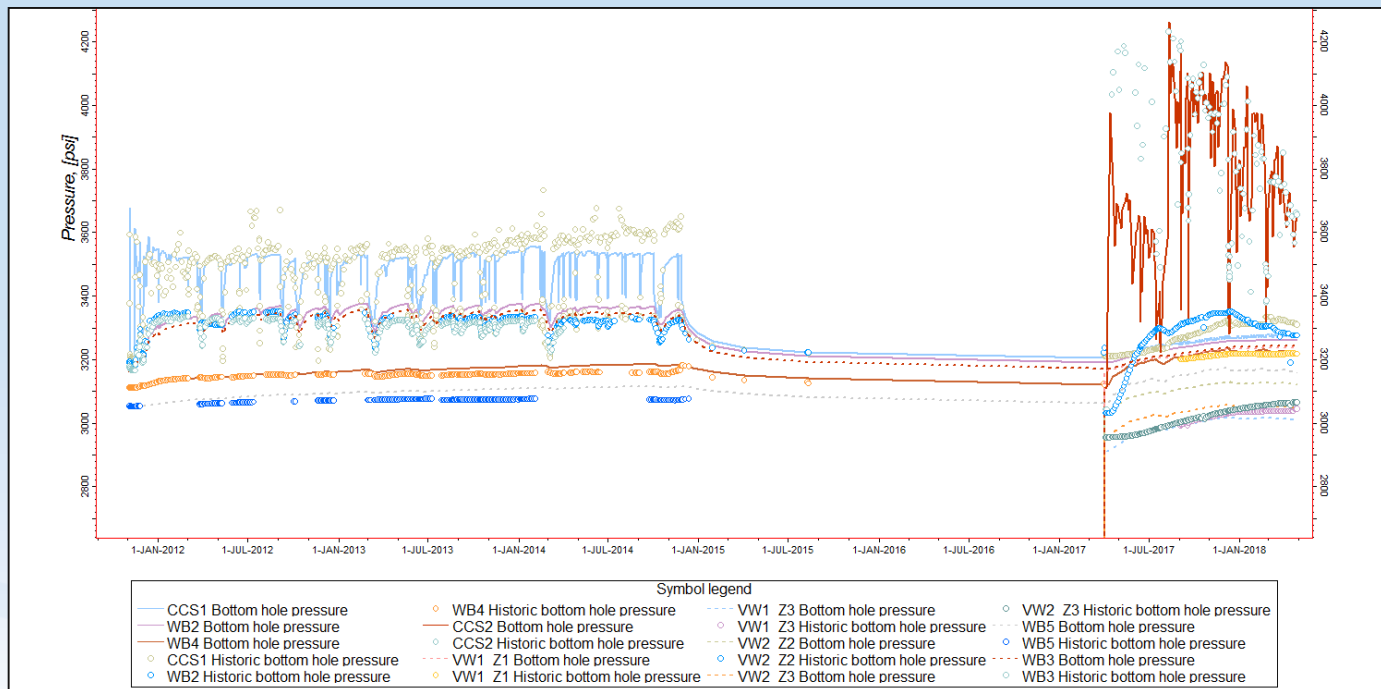 Pressure, [psi]
4200
4000
3800
3600
3400
3200
3000
2800
4200
4000
3800
3600
3400
3200
3000
2800
1-JAN-2012 1-JUL-2012 1-JAN-2013 1-JUL-2013 1-JAN-2014 1-JUL-2014 1-JAN-2015 1-JUL-2015 1-JAN-2016 1-JUL-2016 1-JAN-2017 1-JUL-2017 1-JAN-2018
Symbol legend
CCS1 Bottom hole pressure WB4 Historic bottom hole pressure VW1 Z3 Bottom hole pressure VW2 Z3 Historic bottom hole pressure
WB2 Bottom hole pressure CCS2 Bottom hole pressure VW1 Z3 Historic bottom hole pressure WB5 Bottom hole pressure
WB4 Bottom hole pressure CCS2 Historic bottom hole pressure VW2 Z2 Bottom hole pressure WB5 Historic bottom hole pressure
CCS1 Historic bottom hole pressure VW1 Z1 Bottom hole pressure VW2 Z2 Historic bottom hole pressure WB3 Bottom hole pressure
WB2 Historic bottom hole pressure VW1 Z1 Historic bottom hole pressure VW2 Z3 Bottom hole pressure WB3 Historic bottom hole pressure